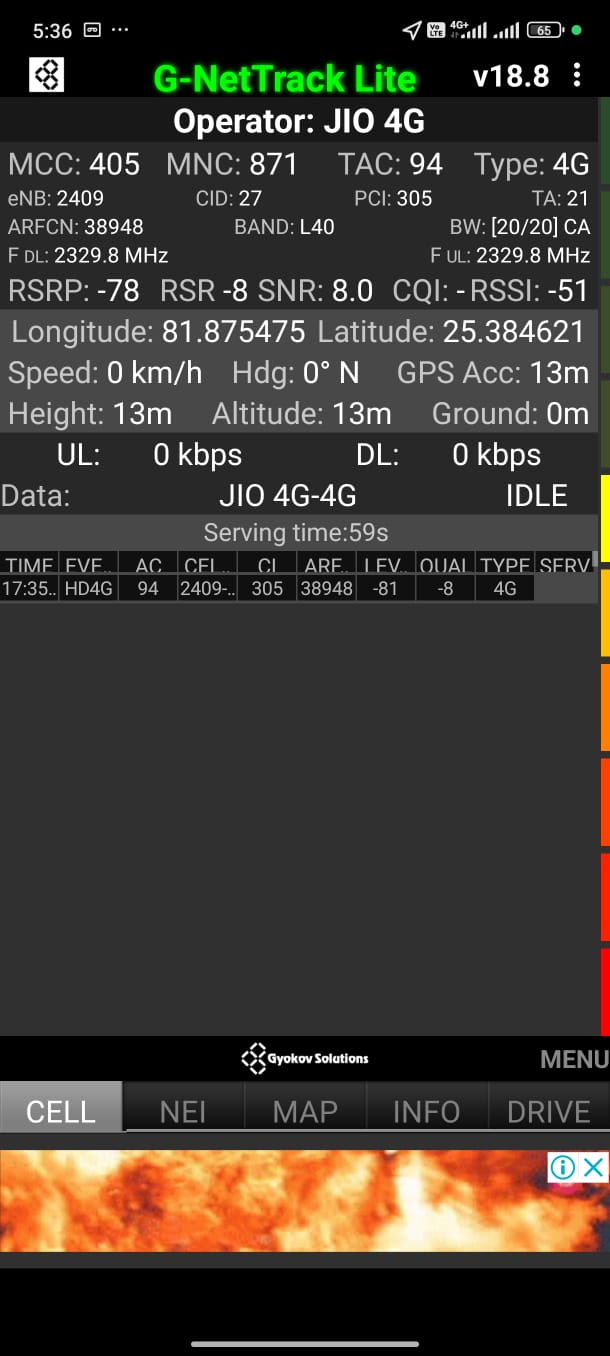 5:36 Vo LTE 4G+ 65
G-NetTrack Lite v18.8
Operator: JIO 4G
MCC: 405 MNC: 871 TAC: 94 Type: 4G
eNB: 2409 CID: 27 PCI: 305 TA: 21
ARFCN: 38948 BAND: L40 BW: [20/20] CA
F DL: 2329.8 MHz F UL: 2329.8 MHz
RSRP: -78 RSR -8 SNR: 8.0 CQI: - RSSI: -51
Longitude: 81.875475 Latitude: 25.384621
Speed: 0 km/h Hdg: 0° N GPS Acc: 13m
Height: 13m Altitude: 13m Ground: 0m
UL: 0 kbps DL: 0 kbps
Data: JIO 4G-4G IDLE
Serving time:59s
TIME EVE.. AC CEL.. CI ARF.. LEV.. QUAL TYPE SERV
17:35.. HD4G 94 2409-.. 305 38948 -81 -8 4G
Gyokov Solutions MENU
CELL NEI MAP INFO DRIVE